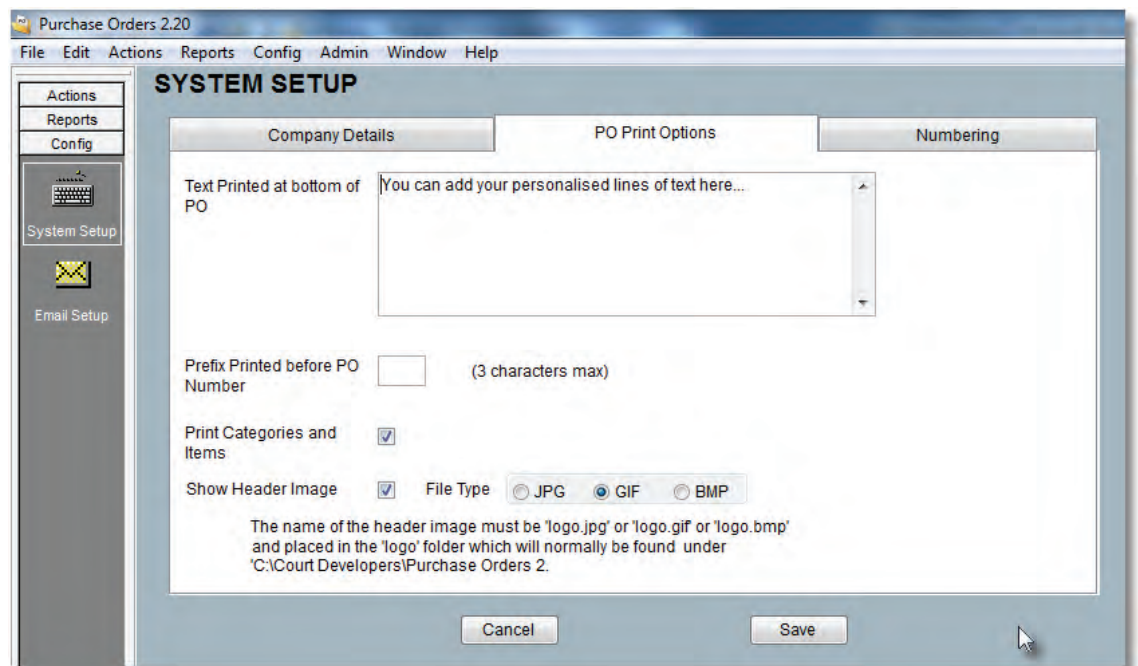 Purchase Orders 2.20
File Edit Actions Reports Config Admin Window Help
SYSTEM SETUP
Actions
Reports
Config
System Setup
Email Setup
Company Details
PO Print Options
Numbering
Text Printed at bottom of
PO
You can add your personalised lines of text here...
Prefix Printed before PO
Number
(3 characters max)
Print Categories and
Items
Show Header Image
File Type
JPG
GIF
BMP
The name of the header image must be 'logo.jpg' or 'logo.gif' or 'logo.bmp'
and placed in the 'logo' folder which will normally be found under
'C:\Court Developers\Purchase Orders 2.
Cancel
Save